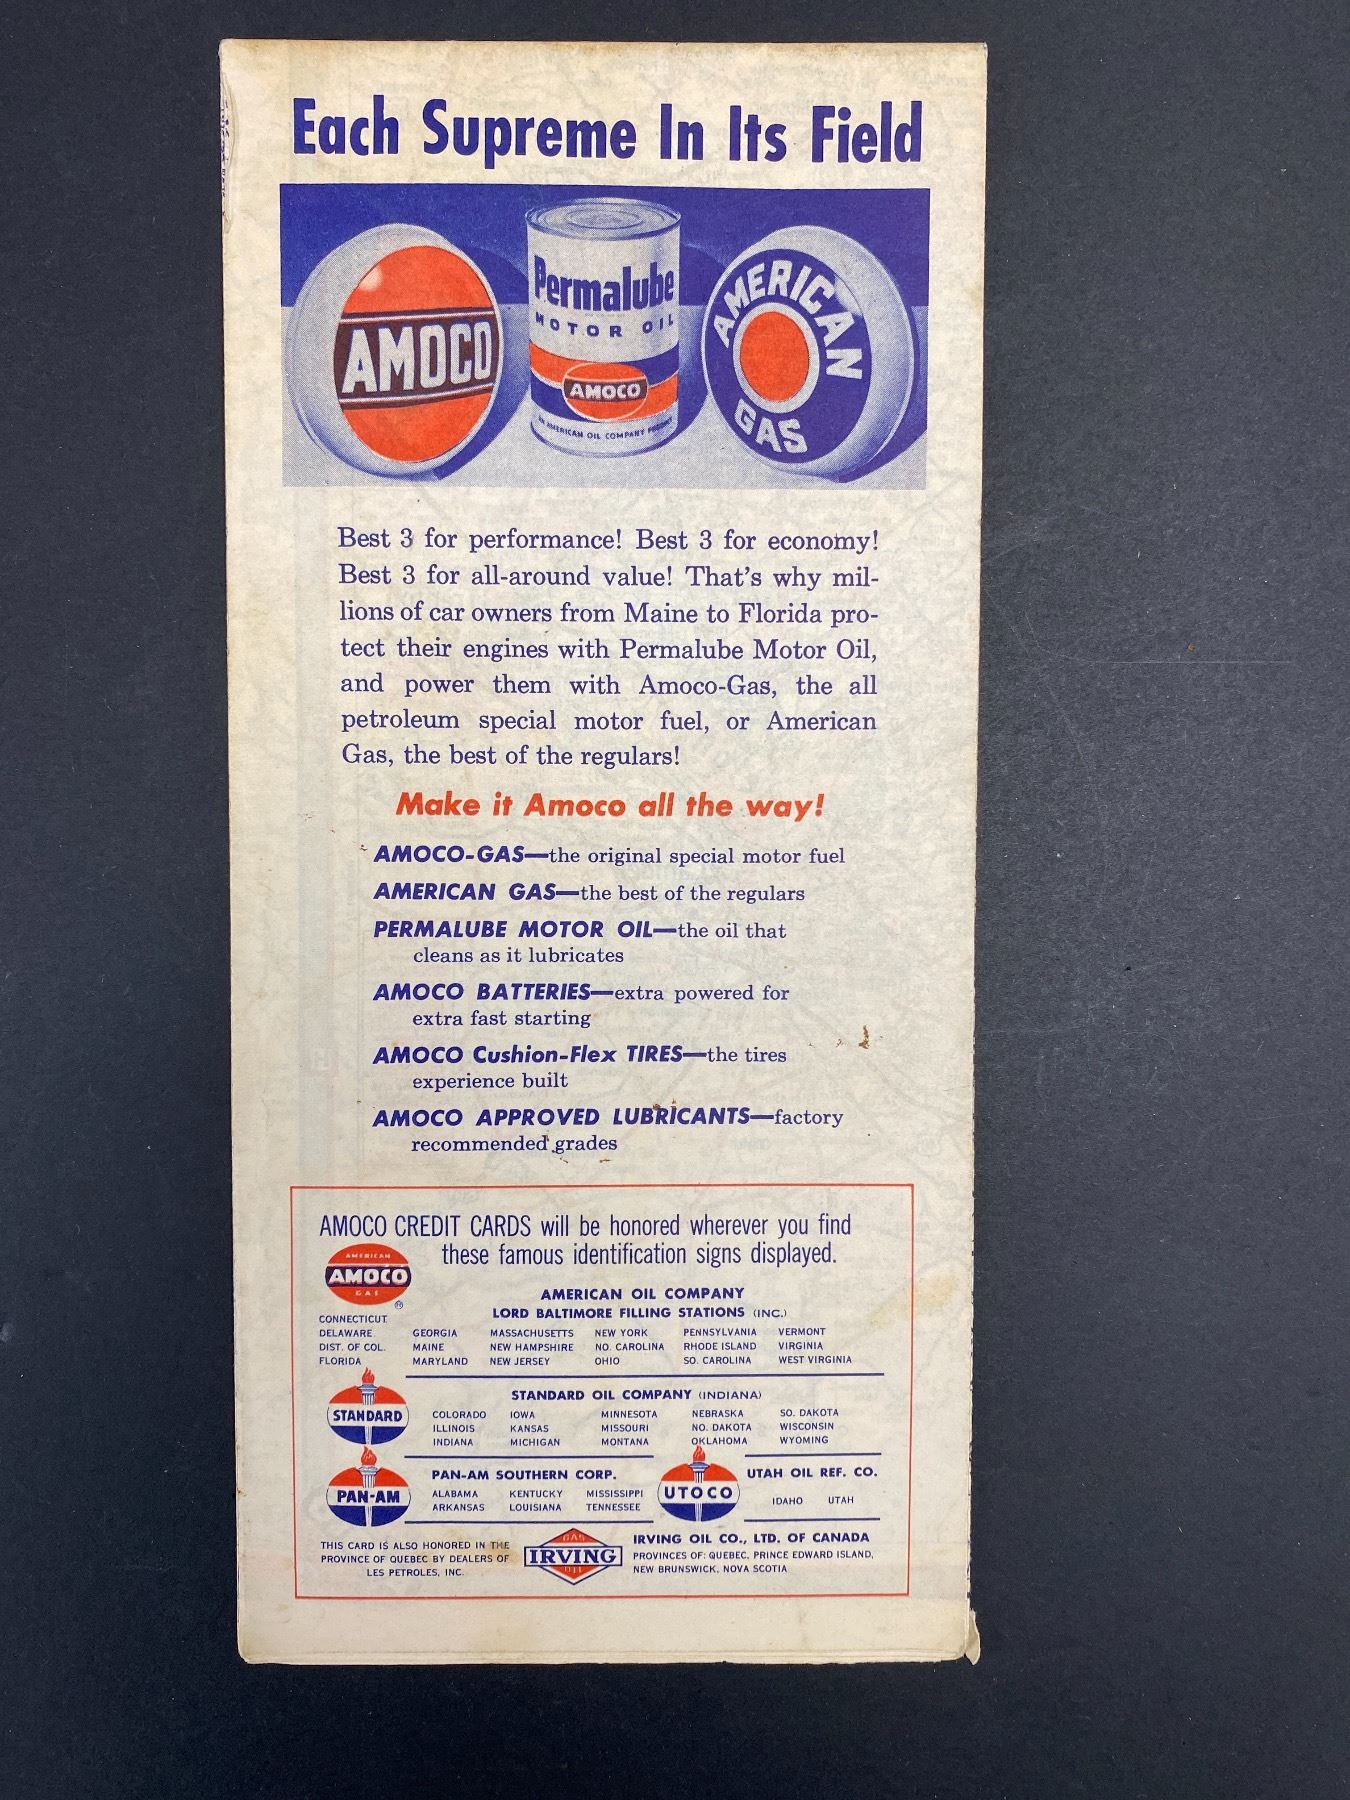 Each Supreme In Its Field
AMOCO
Permalube
MOTOR OIL
AMOCO
AN AMERICAN OIL COMPANY PRODUCT
AMERICAN
GAS
Best 3 for performance! Best 3 for economy!
Best 3 for all-around value! That's why mil-
lions of car owners from Maine to Florida pro-
tect their engines with Permalube Motor Oil,
and power them with Amoco-Gas, the all
petroleum special motor fuel, or American
Gas, the best of the regulars!
Make it Amoco all the way!
AMOCO-GAS—the original special motor fuel
AMERICAN GAS—the best of the regulars
PERMALUBE MOTOR OIL—the oil that
cleans as it lubricates
AMOCO BATTERIES—extra powered for
extra fast starting
AMOCO Cushion-Flex TIRES—the tires
experience built
AMOCO APPROVED LUBRICANTS—factory
recommended grades
AMOCO CREDIT CARDS will be honored wherever you find
these famous identification signs displayed.
AMERICAN
AMOCO
GAS
®
AMERICAN OIL COMPANY
LORD BALTIMORE FILLING STATIONS (INC.)
CONNECTICUT
DELAWARE GEORGIA MASSACHUSETTS NEW YORK PENNSYLVANIA VERMONT
DIST. OF COL. MAINE NEW HAMPSHIRE NO. CAROLINA RHODE ISLAND VIRGINIA
FLORIDA MARYLAND NEW JERSEY OHIO SO. CAROLINA WEST VIRGINIA
STANDARD
STANDARD OIL COMPANY (INDIANA)
COLORADO IOWA MINNESOTA NEBRASKA SO. DAKOTA
ILLINOIS KANSAS MISSOURI NO. DAKOTA WISCONSIN
INDIANA MICHIGAN MONTANA OKLAHOMA WYOMING
PAN-AM
PAN-AM SOUTHERN CORP.
ALABAMA KENTUCKY MISSISSIPPI
ARKANSAS LOUISIANA TENNESSEE
UTOCO
UTAH OIL REF. CO.
IDAHO UTAH
THIS CARD IS ALSO HONORED IN THE
PROVINCE OF QUEBEC BY DEALERS OF
LES PETROLES, INC.
GAS
IRVING
OIL
IRVING OIL CO., LTD. OF CANADA
PROVINCES OF: QUEBEC, PRINCE EDWARD ISLAND,
NEW BRUNSWICK, NOVA SCOTIA